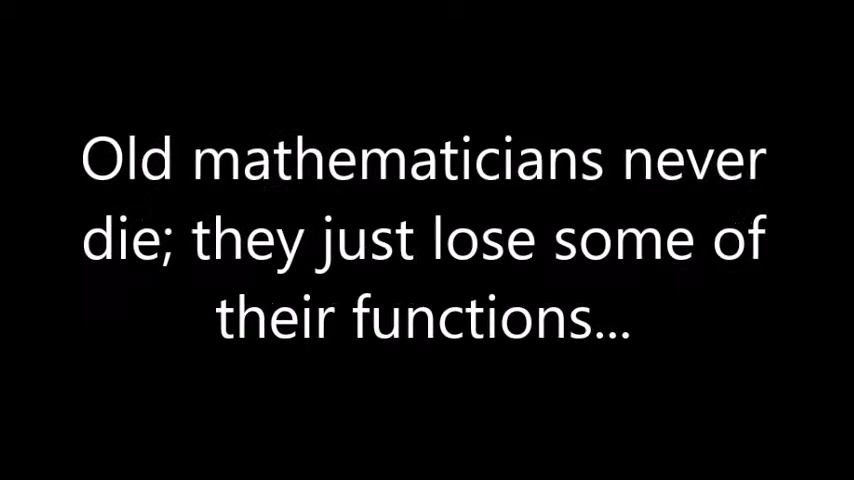 Old mathematicians never
die; they just lose some of
their functions...